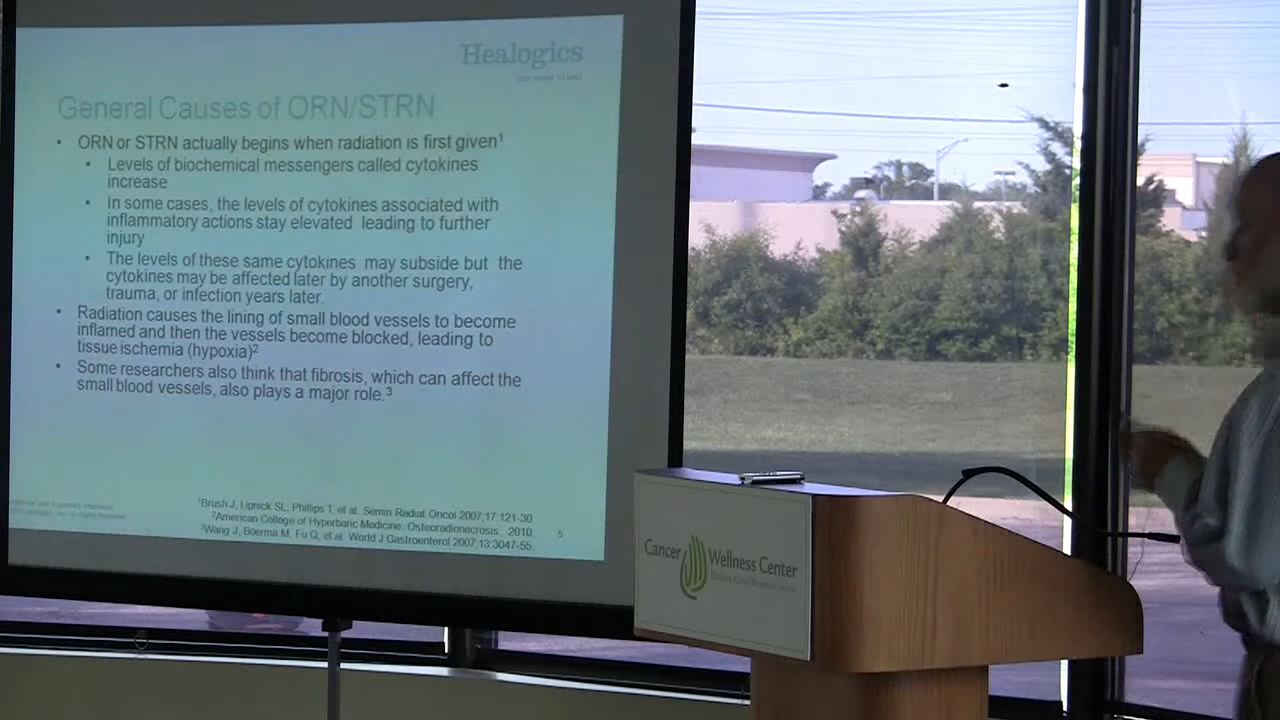 Healogics
General Causes of ORN/STRN
• ORN or STRN actually begins when radiation is first given1
• Levels of biochemical messengers called cytokines
increase
• In some cases, the levels of cytokines associated with
inflammatory actions stay elevated leading to further
injury
• The levels of these same cytokines may subside but the
cytokines may be affected later by another surgery,
trauma, or infection years later.
• Radiation causes the lining of small blood vessels to become
inflamed and then the vessels become blocked, leading to
tissue ischemia (hypoxia)2
• Some researchers also think that fibrosis, which can affect the
small blood vessels, also plays a major role.3
1Brush J, Lipnick SL, Phillips T, et al. Semin Radiat Oncol 2007;17:121-30.
2American College of Hyperbaric Medicine. Osteoradionecrosis. 2010.
3Wang J, Boerma M, Fu Q, et al. World J Gastroenterol 2007;13:3047-55.
5
Cancer Wellness Center